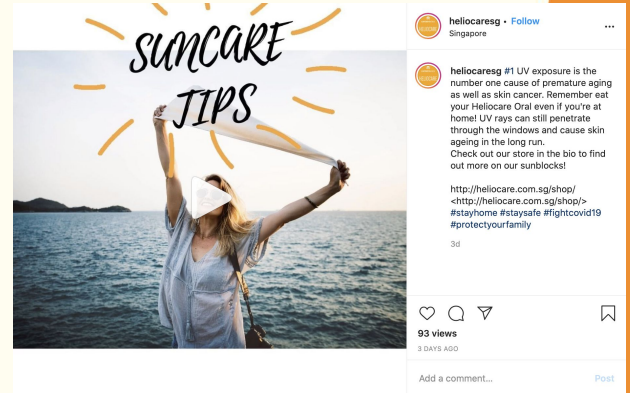 SUNCARE
TIPS
heliocaresg • Follow
Singapore
heliocaresg #1 UV exposure is the
number one cause of premature aging
as well as skin cancer. Remember eat
your Heliocare Oral even if you're at
home! UV rays can still penetrate
through the windows and cause skin
ageing in the long run.
Check out our store in the bio to find
out more on our sunblocks!
http://heliocare.com.sg/shop/
<http://heliocare.com.sg/shop/>
#stayhome #staysafe #fightcovid19
#protectyourfamily
3d
93 views
3 DAYS AGO
Add a comment...
Post